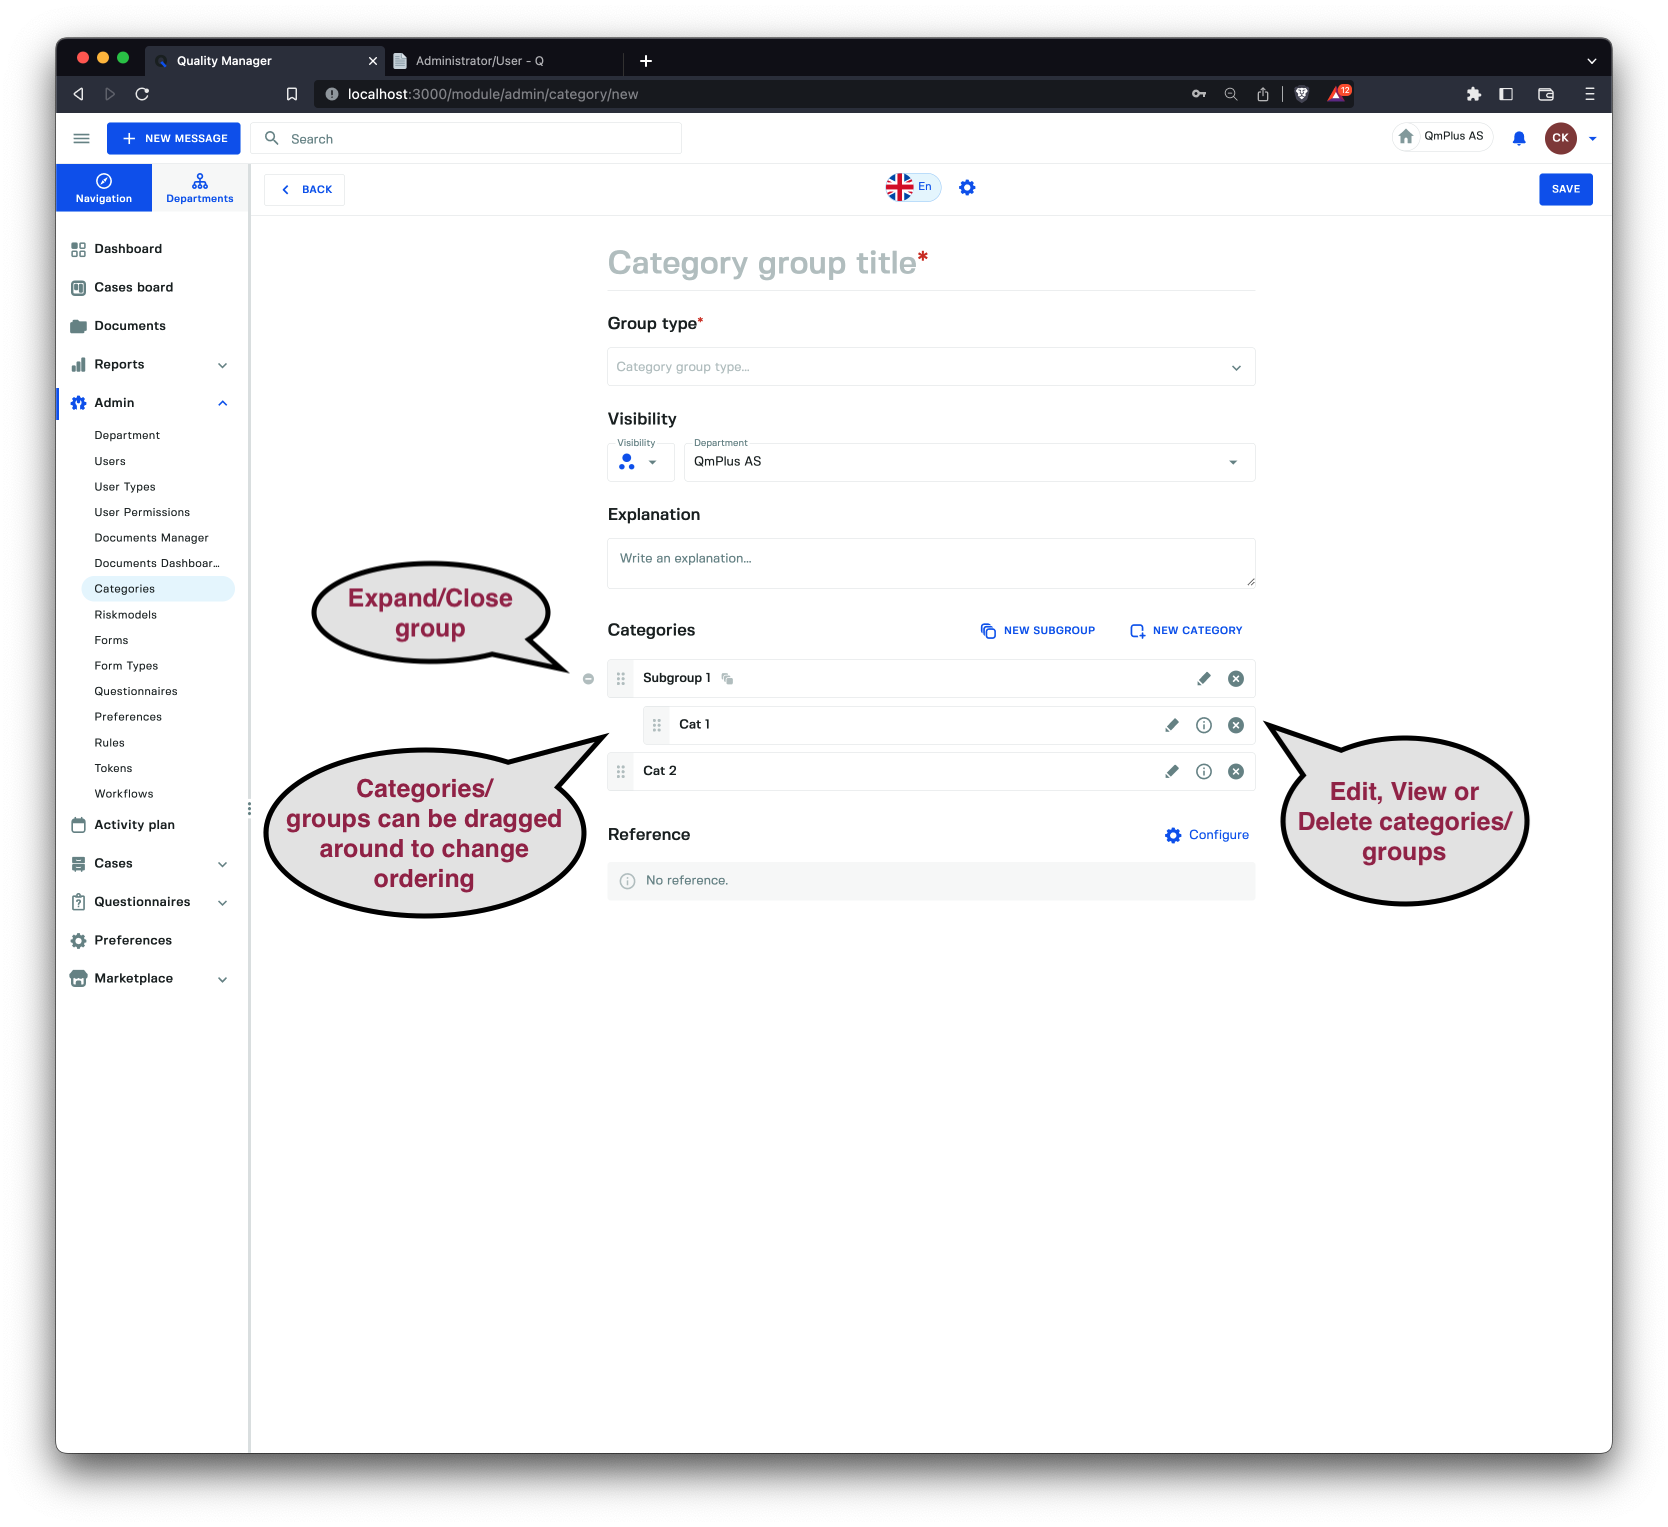 Quality Manager
Administrator/User - Q
localhost:3000/module/admin/category/new
12
NEW MESSAGE
Search
QmPlus AS
CK
Navigation
Departments
BACK
En
SAVE
Dashboard
Cases board
Documents
Reports
Admin
Department
Users
User Types
User Permissions
Documents Manager
Documents Dashboar...
Categories
Riskmodels
Forms
Form Types
Questionnaires
Preferences
Rules
Tokens
Workflows
Activity plan
Cases
Questionnaires
Preferences
Marketplace
Category group title*
Group type*
Category group type...
Visibility
Visibility
Department
QmPlus AS
Explanation
Write an explanation...
Expand/Close
group
Categories
NEW SUBGROUP
NEW CATEGORY
Subgroup 1
Cat 1
Cat 2
Categories/
groups can be dragged
around to change
ordering
Edit, View or
Delete categories/
groups
Reference
Configure
No reference.